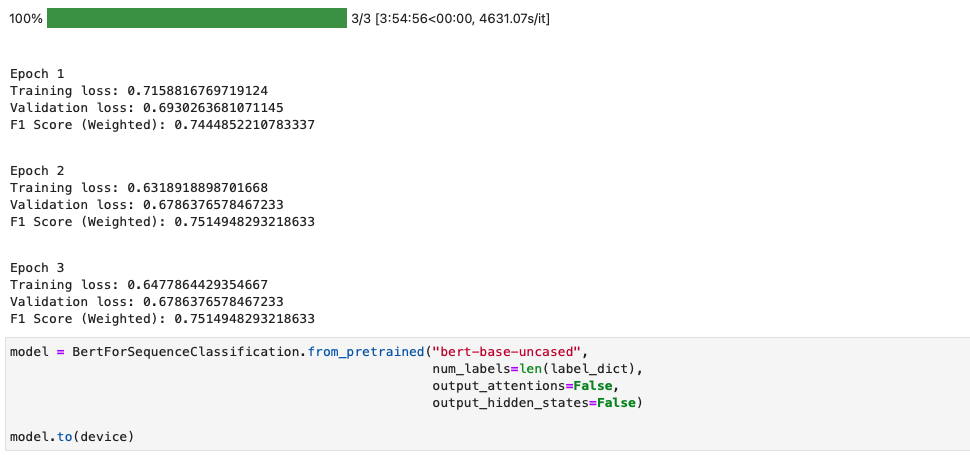 100% 3/3 [3:54:56<00:00, 4631.07s/it]
Epoch 1
Training loss: 0.7158816769719124
Validation loss: 0.6930263681071145
F1 Score (Weighted): 0.7444852210783337
Epoch 2
Training loss: 0.6318918898701668
Validation loss: 0.6786376578467233
F1 Score (Weighted): 0.7514948293218633
Epoch 3
Training loss: 0.6477864429354667
Validation loss: 0.6786376578467233
F1 Score (Weighted): 0.7514948293218633
model = BertForSequenceClassification.from_pretrained("bert-base-uncased",
num_labels=len(label_dict),
output_attentions=False,
output_hidden_states=False)
model.to(device)